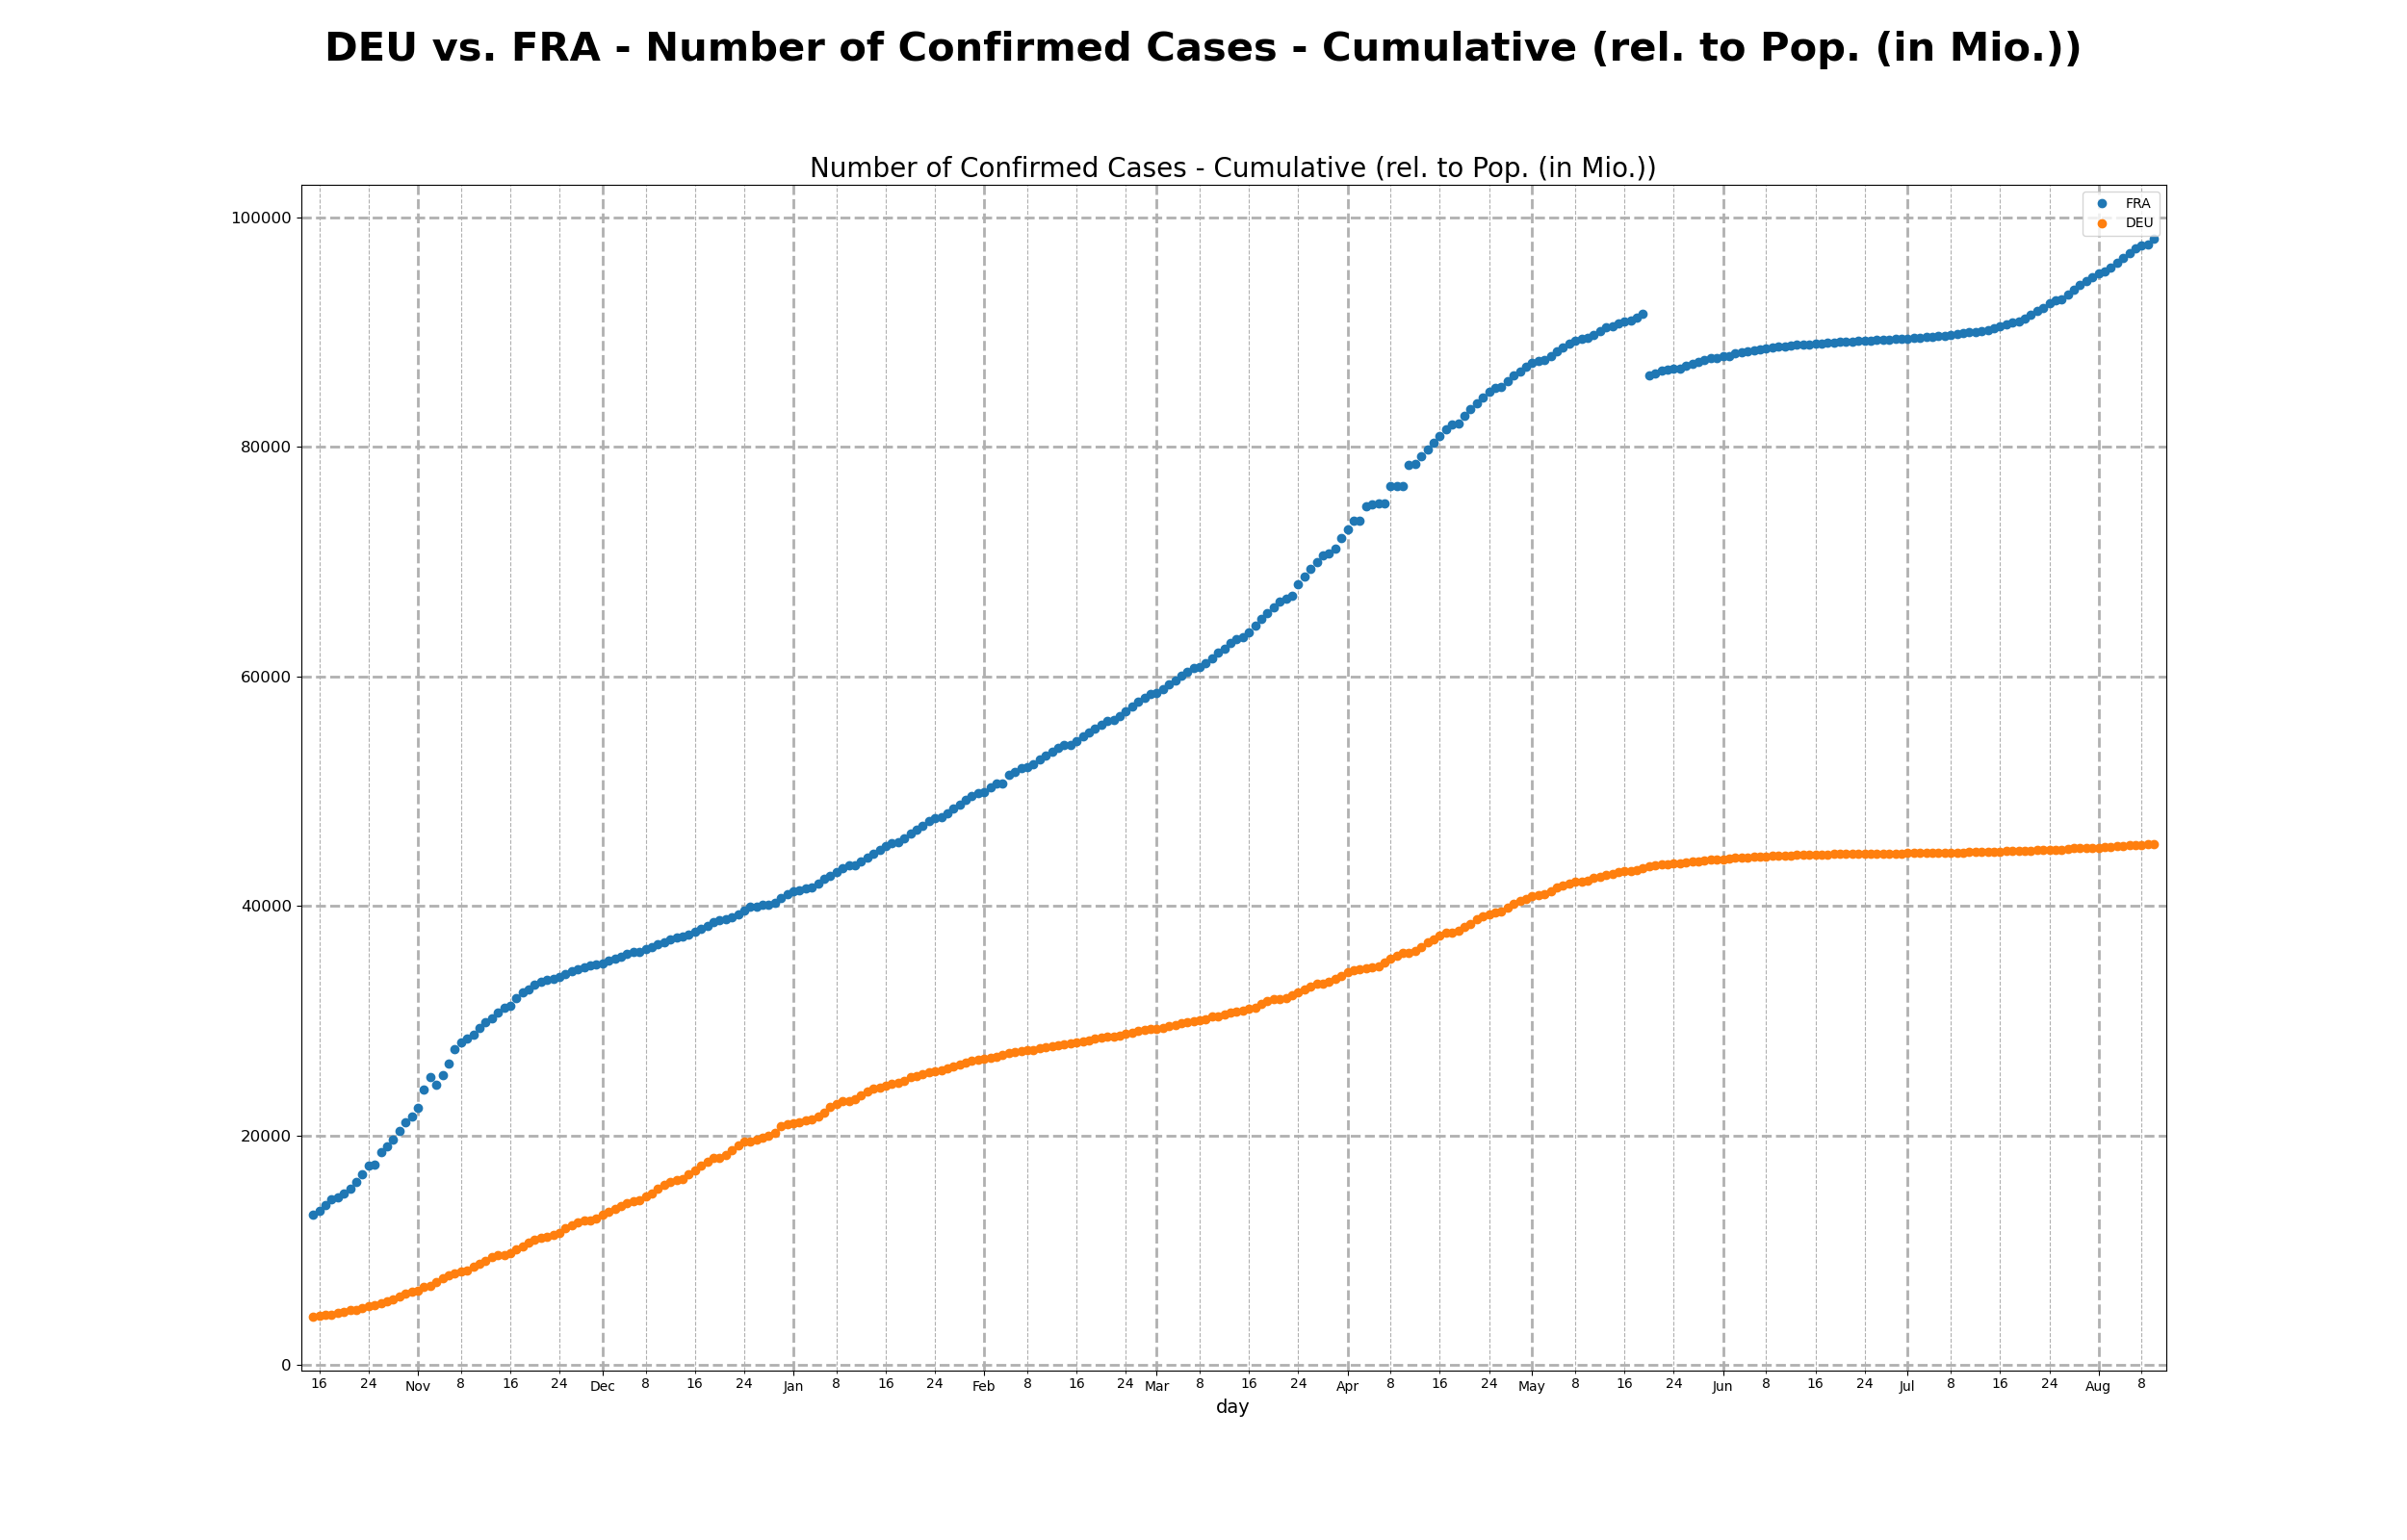 DEU vs. FRA - Number of Confirmed Cases - Cumulative (rel. to Pop. (in Mio.))
Number of Confirmed Cases - Cumulative (rel. to Pop. (in Mio.))
FRA
DEU
100000
80000
60000
40000
20000
0
16 24 Nov 8 16 24 Dec 8 16 24 Jan 8 16 24 Feb 8 16 24 Mar 8 16 24 Apr 8 16 24 May 8 16 24 Jun 8 16 24 Jul 8 16 24 Aug 8
day